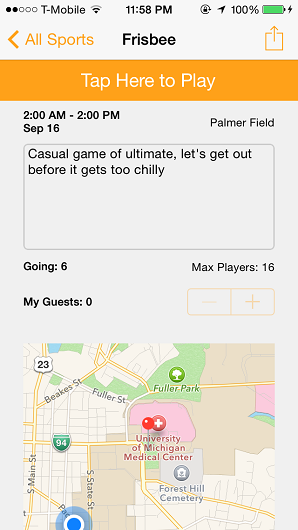 T-Mobile 11:58 PM 100%
All Sports Frisbee
Tap Here to Play
2:00 AM - 2:00 PM
Sep 16
Palmer Field
Casual game of ultimate, let's get out
before it gets too chilly
Going: 6 Max Players: 16
My Guests: 0 − +
23
Fuller Park
Beakes St
Fuller St
University
of Michigan
Medical Center
94
Forest Hill
Cemetery
S Main St
S State St